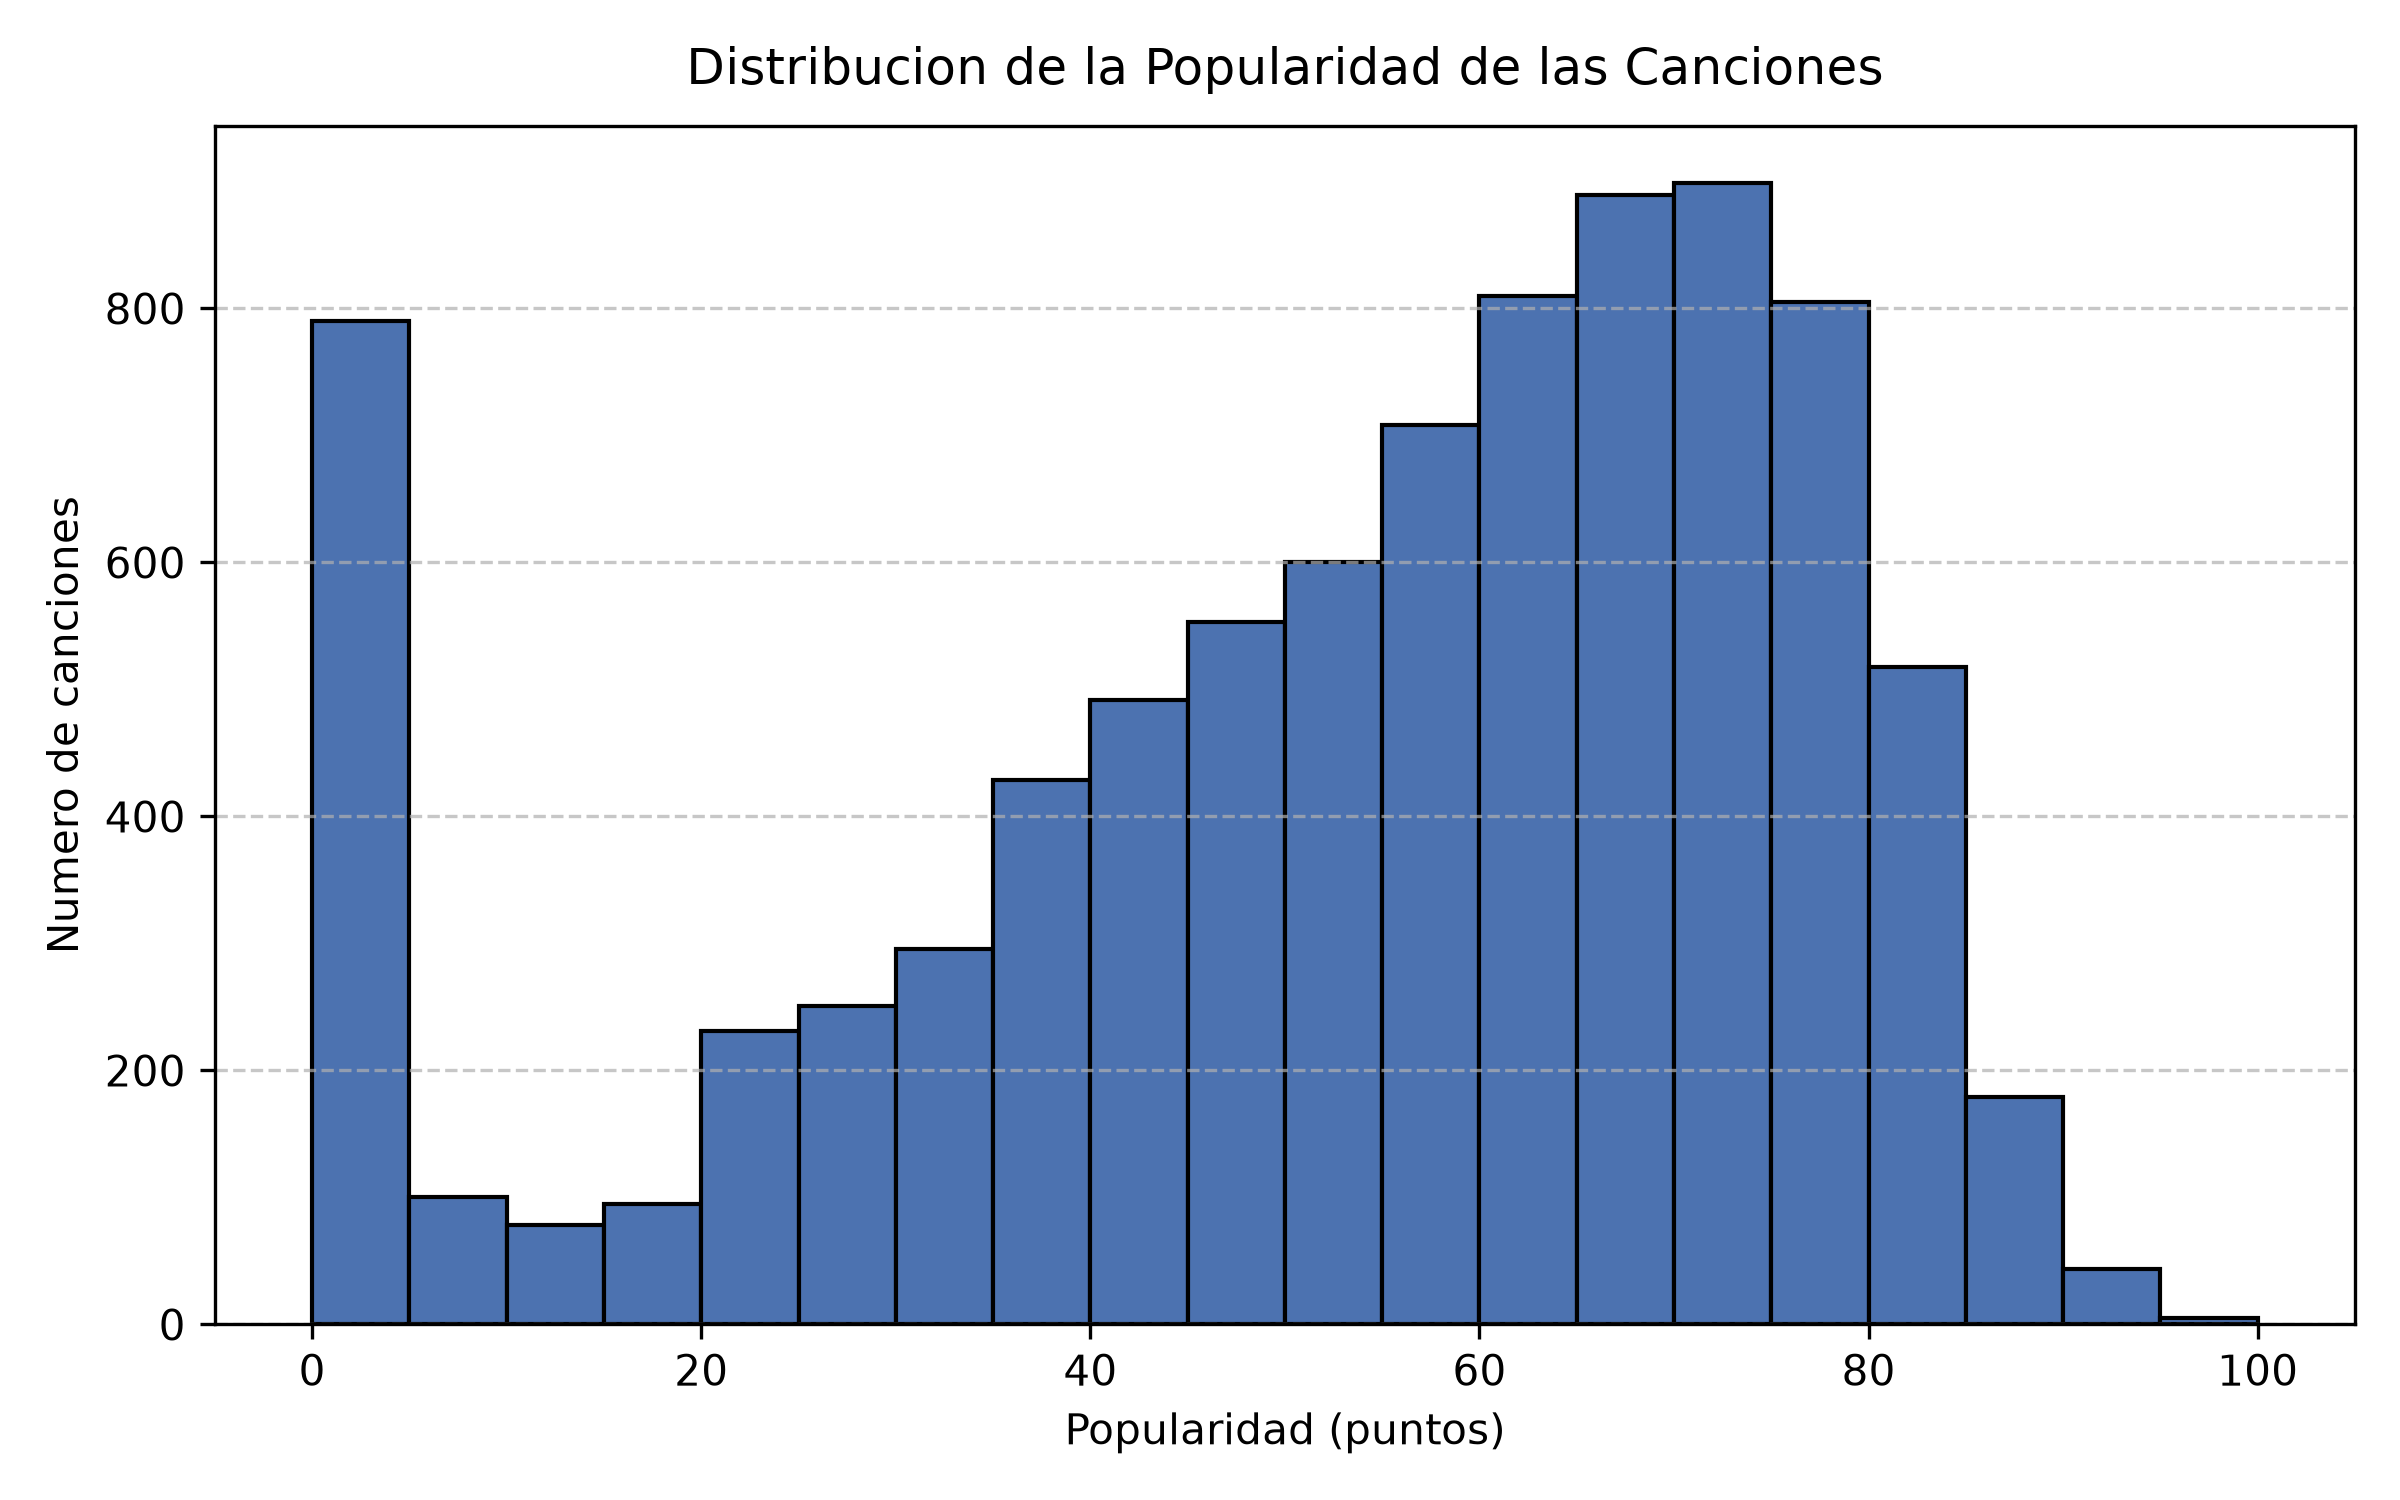 Distribucion de la Popularidad de las Canciones
Numero de canciones
800
600
400
200
0
0 20 40 60 80 100
Popularidad (puntos)